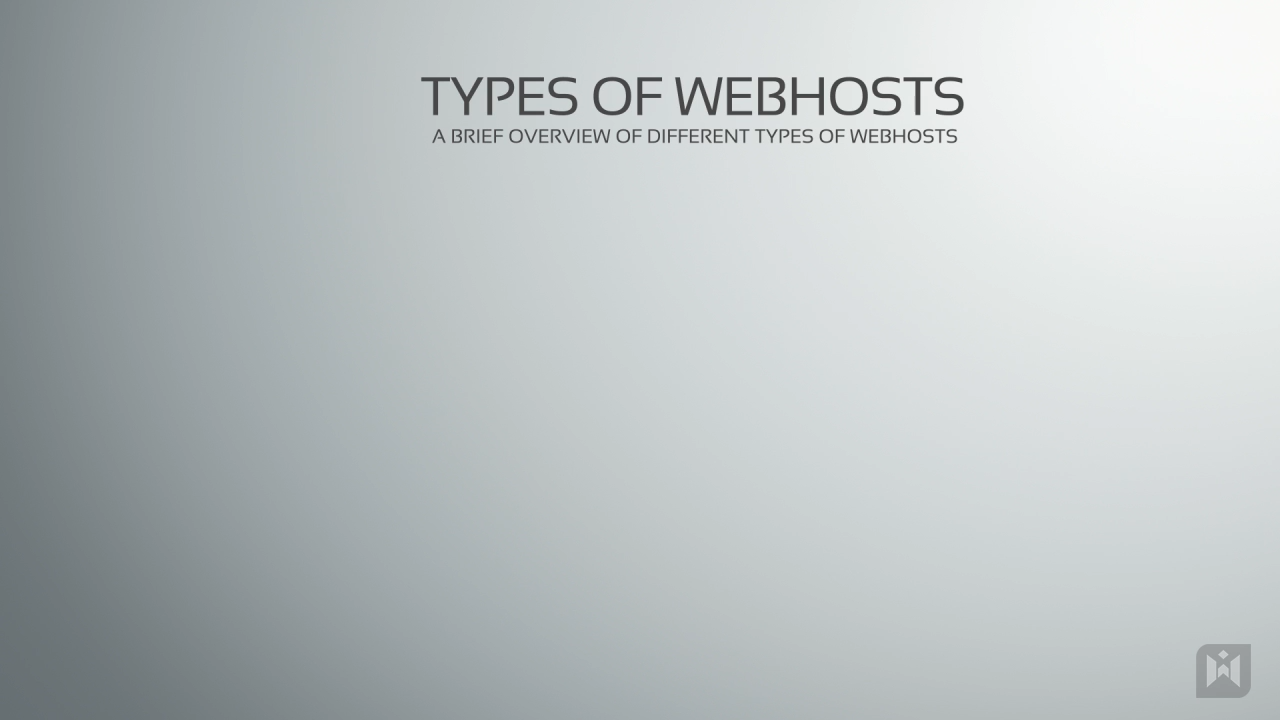 TYPES OF WEBHOSTS
A BRIEF OVERVIEW OF DIFFERENT TYPES OF WEBHOSTS